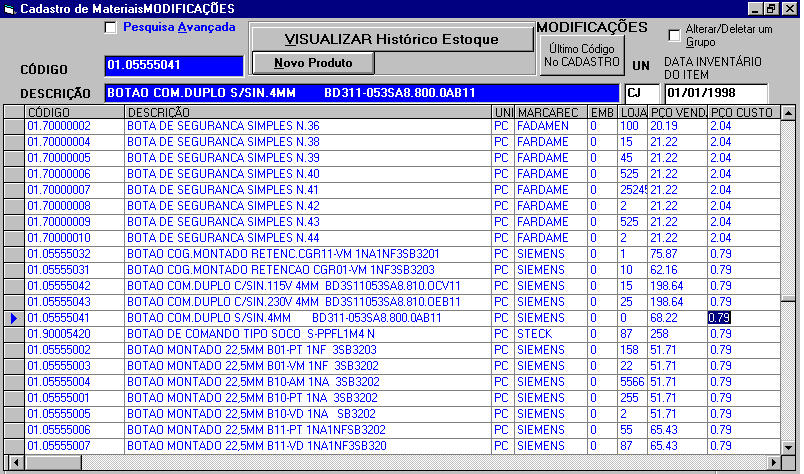 Cadastro de MateriaisMODIFICAÇÕES
Pesquisa Avançada
VISUALIZAR Histórico Estoque
MODIFICAÇÕES
Alterar/Deletar um
Grupo
Último Código
No CADASTRO
CÓDIGO 01.05555041
Novo Produto
UN
DATA INVENTÁRIO
DO ITEM
DESCRIÇÃO BOTAO COM.DUPLO S/SIN.4MM BD311-053SA8.800.0AB11 CJ 01/01/1998
CÓDIGO DESCRIÇÃO UNI MARCAREC EMB LOJA PÇO VEND. PÇO CUSTO
01.70000002 BOTA DE SEGURANCA SIMPLES N.36 PC FADAMEN 0 100 20.19 2.04
01.70000004 BOTA DE SEGURANCA SIMPLES N.38 PC FARDAME 0 15 21.22 2.04
01.70000005 BOTA DE SEGURANCA SIMPLES N.39 PC FARDAME 0 45 21.22 2.04
01.70000006 BOTA DE SEGURANCA SIMPLES N.40 PC FARDAME 0 525 21.22 2.04
01.70000007 BOTA DE SEGURANCA SIMPLES N.41 PC FARDAME 0 25245 21.22 2.04
01.70000008 BOTA DE SEGURANCA SIMPLES N.42 PC FARDAME 0 2 21.22 2.04
01.70000009 BOTA DE SEGURANCA SIMPLES N.43 PC FARDAME 0 525 21.22 2.04
01.70000010 BOTA DE SEGURANCA SIMPLES N.44 PC FARDAME 0 2 21.22 2.04
01.05555032 BOTAO COG.MONTADO RETENC.CGR11-VM 1NA1NF3SB3201 PC SIEMENS 0 1 75.87 0.79
01.05555031 BOTAO COG.MONTADO RETENCAO CGR01-VM 1NF3SB3203 PC SIEMENS 0 10 62.16 0.79
01.05555042 BOTAO COM.DUPLO C/SIN.115V 4MM BD3S11053SA8.810.OCV11 PC SIEMENS 0 15 198.64 0.79
01.05555043 BOTAO COM.DUPLO C/SIN.230V 4MM BD3S11053SA8.810.OEB11 PC SIEMENS 0 25 198.64 0.79
01.05555041 BOTAO COM.DUPLO S/SIN.4MM BD311-053SA8.800.0AB11 PC SIEMENS 0 0 68.22 0.79
01.90005420 BOTAO DE COMANDO TIPO SOCO S-PPFL1M4 N PC STECK 0 87 258 0.79
01.05555002 BOTAO MONTADO 22,5MM B01-PT 1NF 3SB3203 PC SIEMENS 0 158 51.71 0.79
01.05555003 BOTAO MONTADO 22,5MM B01-VM 1NF 3SB3202 PC SIEMENS 0 22 51.71 0.79
01.05555004 BOTAO MONTADO 22,5MM B10-AM 1NA 3SB3202 PC SIEMENS 0 5566 51.71 0.79
01.05555001 BOTAO MONTADO 22,5MM B10-PT 1NA 3SB3202 PC SIEMENS 0 255 51.71 0.79
01.05555005 BOTAO MONTADO 22,5MM B10-VD 1NA 3SB3202 PC SIEMENS 0 2 51.71 0.79
01.05555006 BOTAO MONTADO 22,5MM B11-PT 1NA1NFSB3202 PC SIEMENS 0 55 65.43 0.79
01.05555007 BOTAO MONTADO 22,5MM B11-VD 1NA1NF3SB320 PC SIEMENS 0 87 65.43 0.79